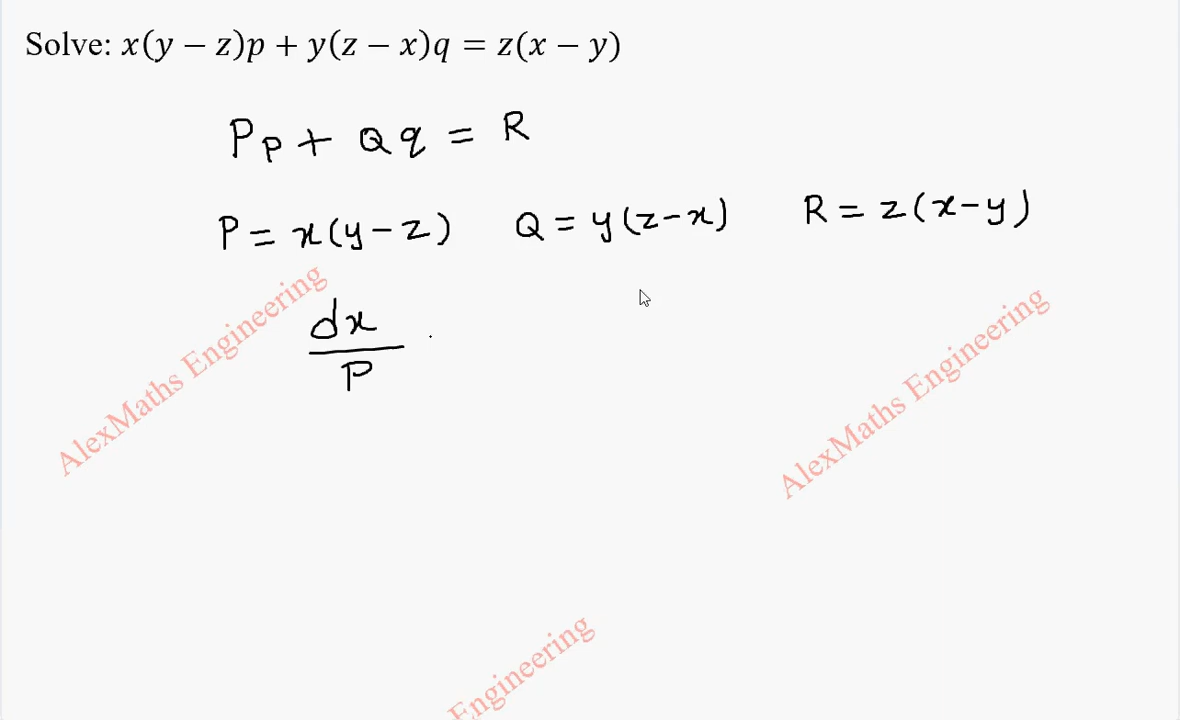 Solve: x(y − z)p + y(z − x)q = z(x − y)
Pp + Qq = R
P = x(y − z) Q = y(z − x) R = z(x − y)
dx
P
AlexMaths Engineering
AlexMaths Engineering
Engineering